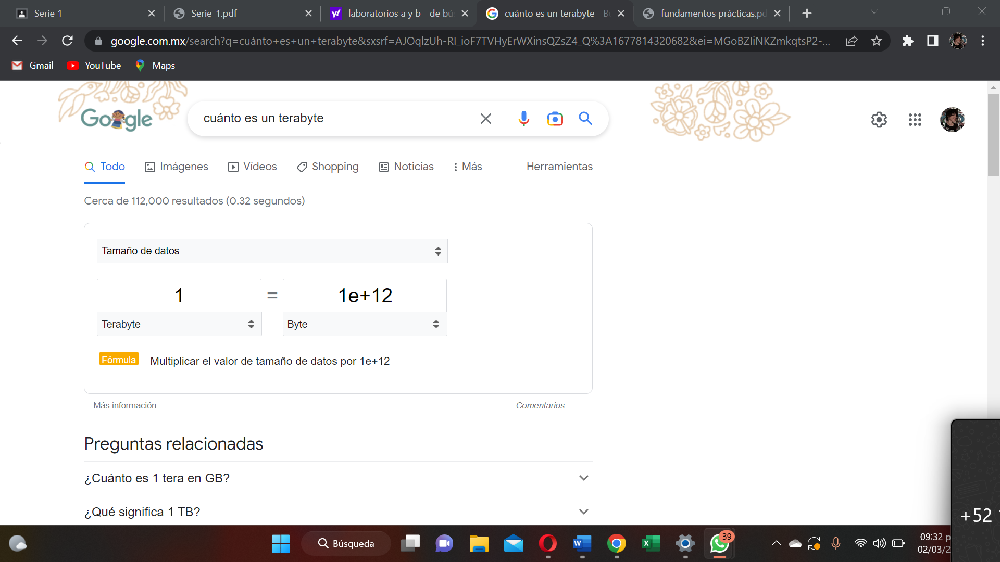 Serie 1
Serie_1.pdf
laboratorios a y b - de bú
cuánto es un terabyte - B
fundamentos prácticas.pd
google.com.mx/search?q=cuánto+es+un+terabyte&sxsrf=AJOqlzUh-RI_ioF7TVHyErWXinsQZsZ4_Q%3A1677814320682&ei=MGoBZliNKZmkqtsP2-...
Gmail
YouTube
Maps
Google
cuánto es un terabyte
Todo
Imágenes
Vídeos
Shopping
Noticias
Más
Herramientas
Cerca de 112,000 resultados (0.32 segundos)
Tamaño de datos
1 = 1e+12
Terabyte
Byte
Fórmula
Multiplicar el valor de tamaño de datos por 1e+12
Más información
Comentarios
Preguntas relacionadas
¿Cuánto es 1 tera en GB?
¿Qué significa 1 TB?
+52
Búsqueda
39
09:32 p
02/03/2